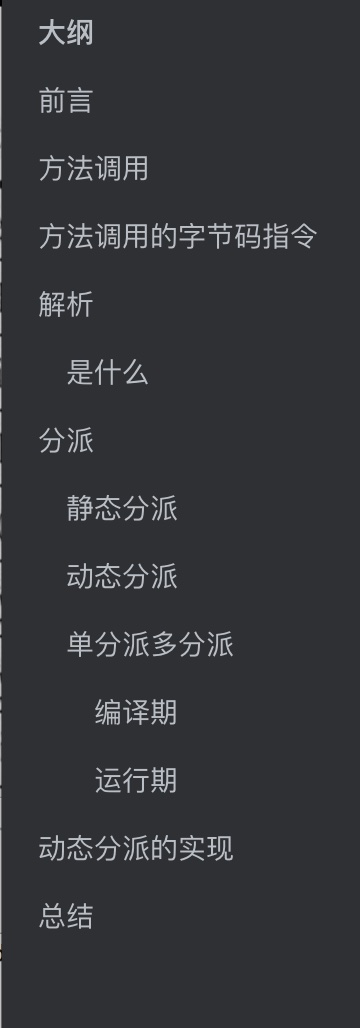 大纲
前言
方法调用
方法调用的字节码指令
解析
是什么
分派
静态分派
动态分派
单分派多分派
编译期
运行期
动态分派的实现
总结